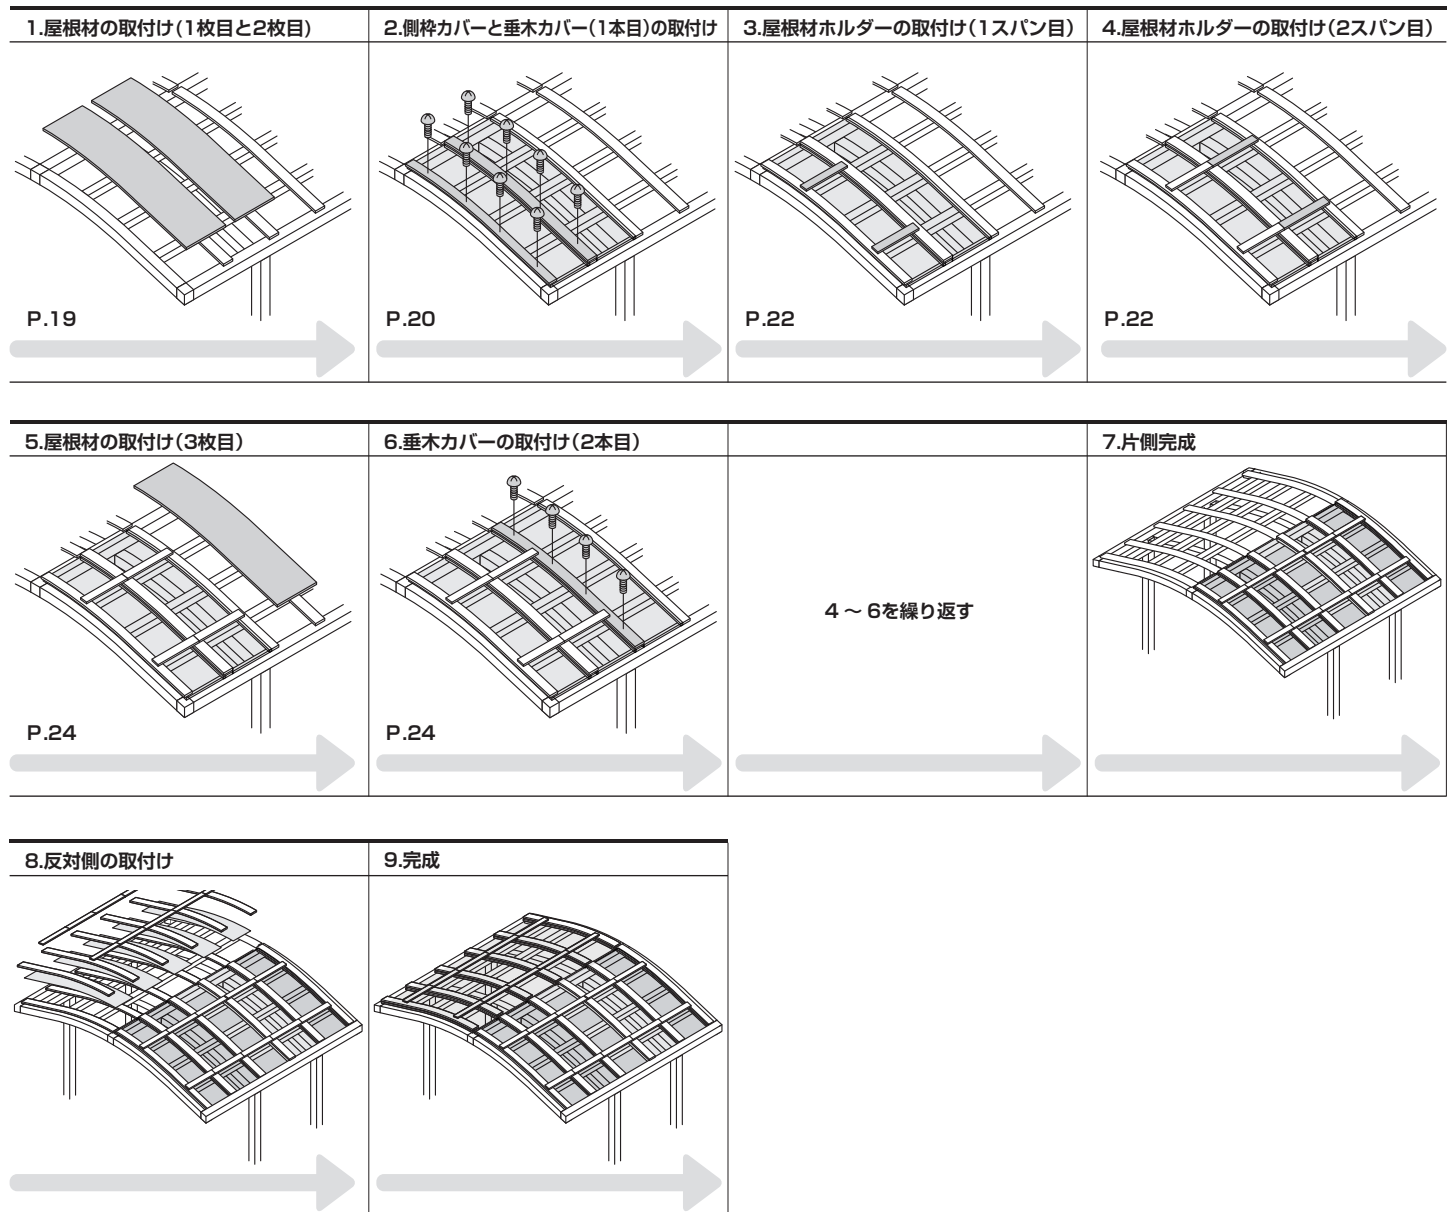 1.屋根材の取付け(1枚目と2枚目)
2.側枠カバーと垂木カバー(1本目)の取付け
3.屋根材ホルダーの取付け(1スパン目)
4.屋根材ホルダーの取付け(2スパン目)
P.19
P.20
P.22
P.22
5.屋根材の取付け(3枚目)
6.垂木カバーの取付け(2本目)
7.片側完成
4 ～ 6を繰り返す
P.24
P.24
8.反対側の取付け
9.完成